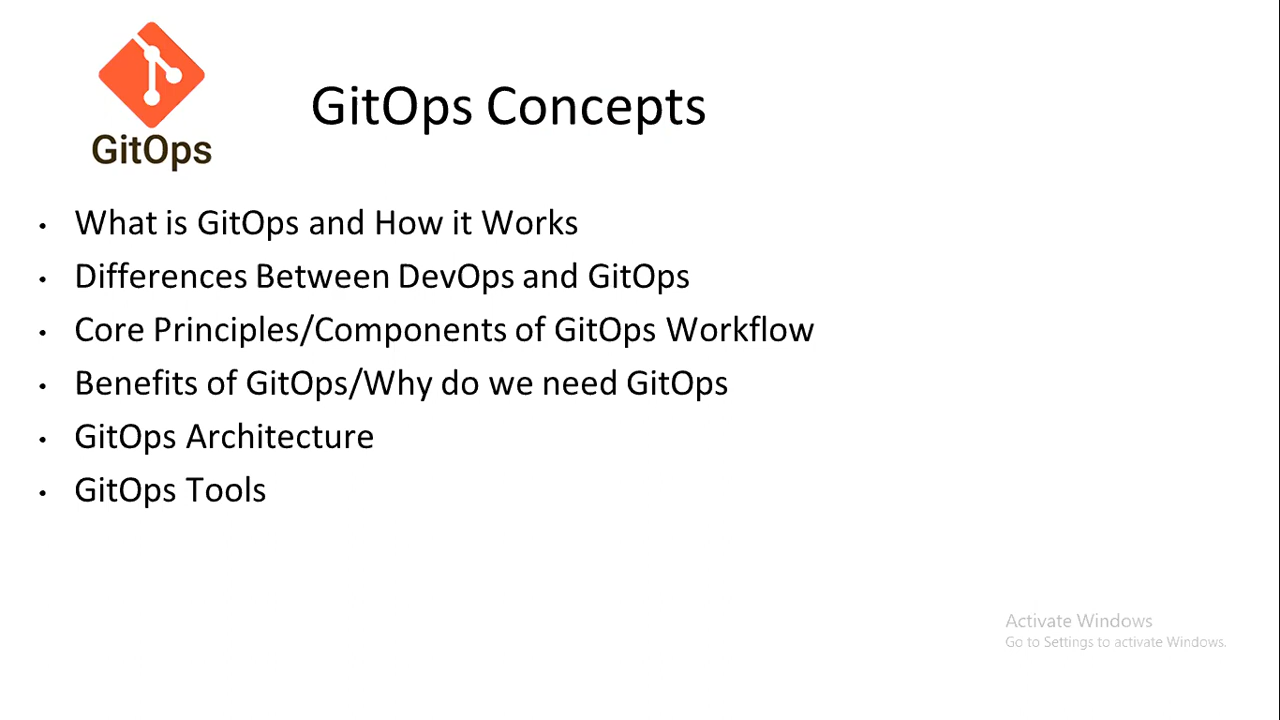 GitOps
GitOps Concepts
• What is GitOps and How it Works
• Differences Between DevOps and GitOps
• Core Principles/Components of GitOps Workflow
• Benefits of GitOps/Why do we need GitOps
• GitOps Architecture
• GitOps Tools
Activate Windows
Go to Settings to activate Windows.